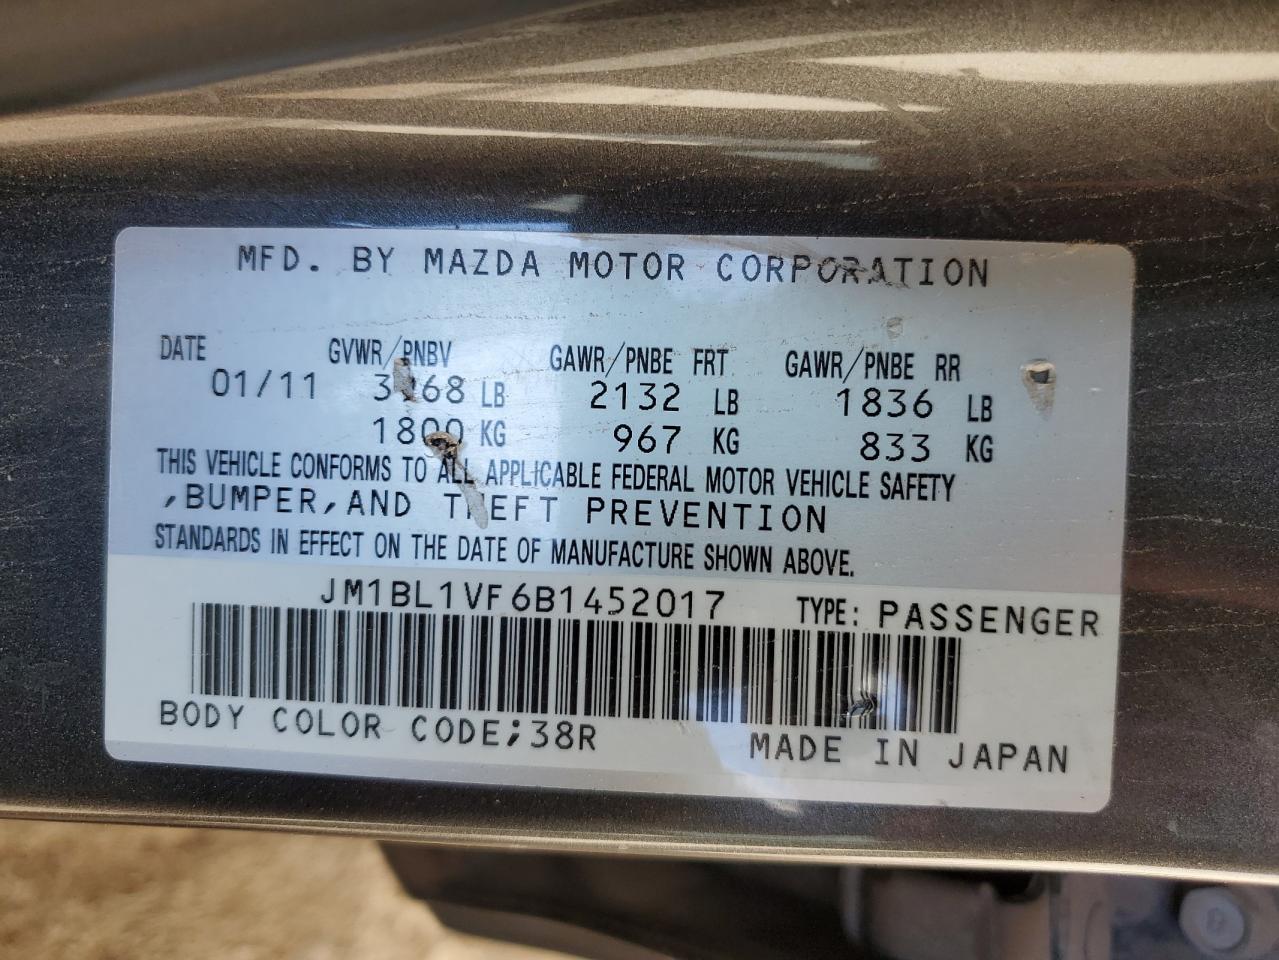 MFD. BY MAZDA MOTOR CORPORATION
DATE GVWR/PNBV GAWR/PNBE FRT GAWR/PNBE RR
01/11 LB 2132 LB 1836 LB
1800 KG 967 KG 833 KG
THIS VEHICLE CONFORMS TO ALL APPLICABLE FEDERAL MOTOR VEHICLE SAFETY
,BUMPER,AND THEFT PREVENTION
STANDARDS IN EFFECT ON THE DATE OF MANUFACTURE SHOWN ABOVE.
JM1BL1VF6B1452017 TYPE: PASSENGER
BODY COLOR CODE;38R
MADE IN JAPAN